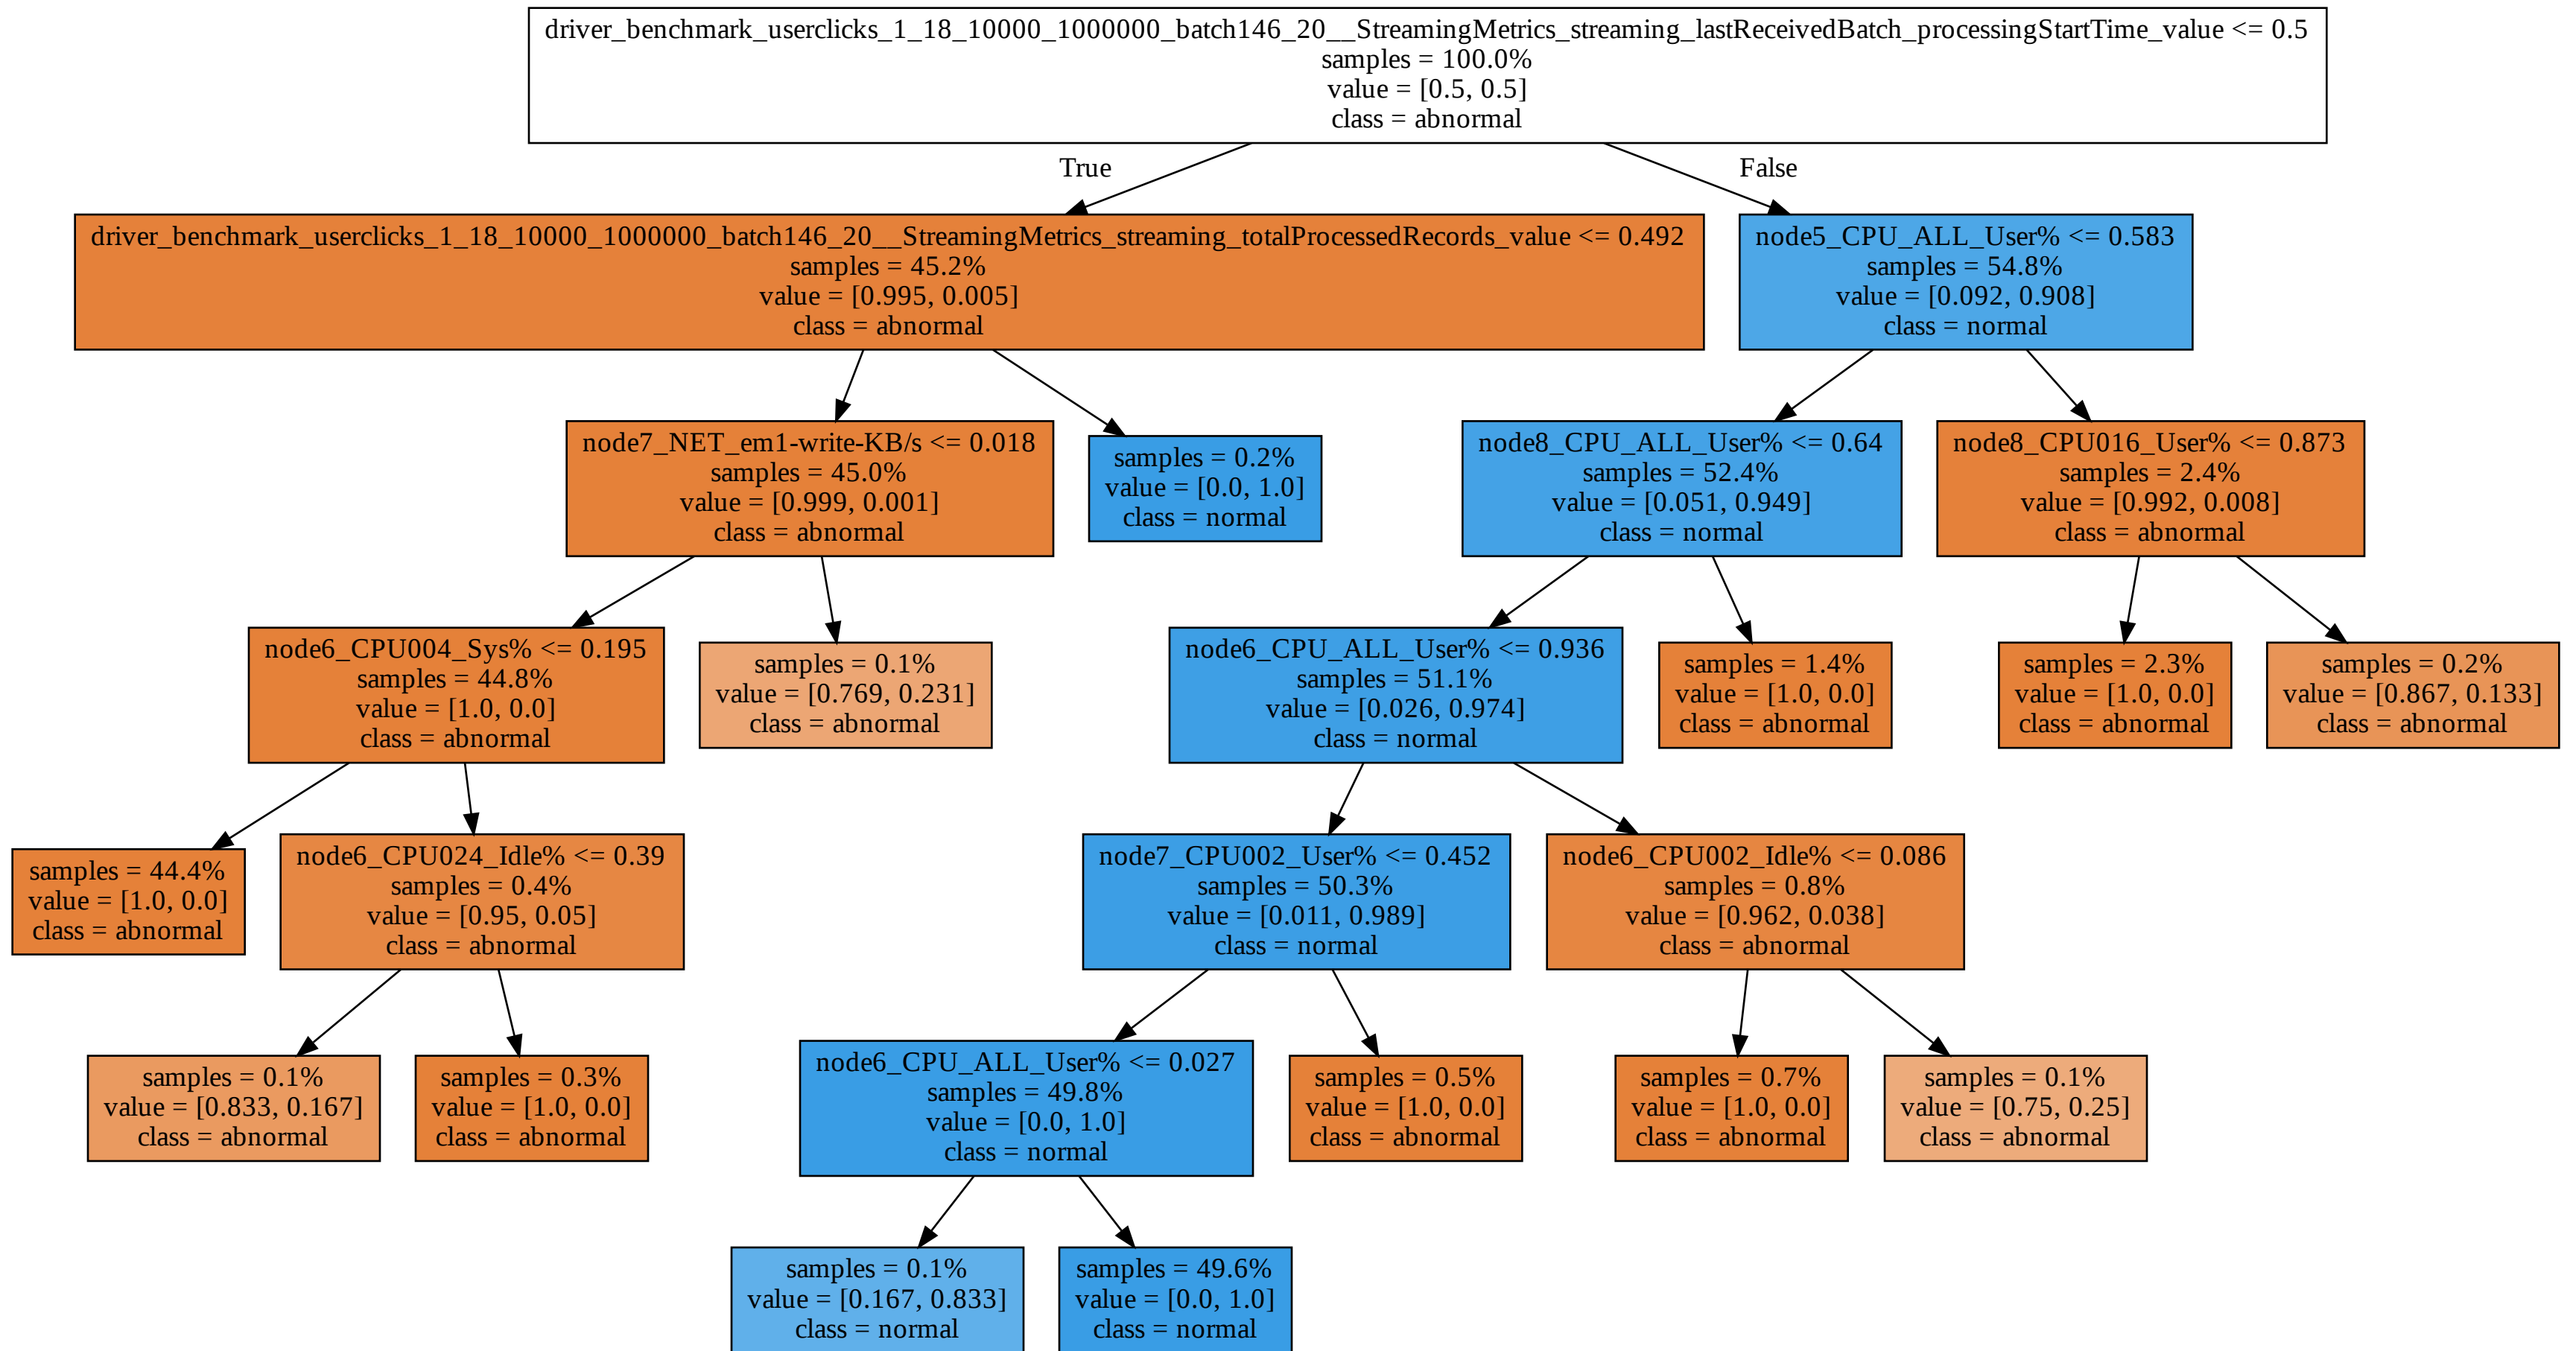 driver_benchmark_userclicks_1_18_10000_1000000_batch146_20__StreamingMetrics_streaming_lastReceivedBatch_processingStartTime_value <= 0.5
samples = 100.0%
value = [0.5, 0.5]
class = abnormal
True
False
driver_benchmark_userclicks_1_18_10000_1000000_batch146_20__StreamingMetrics_streaming_totalProcessedRecords_value <= 0.492
samples = 45.2%
value = [0.995, 0.005]
class = abnormal
node5_CPU_ALL_User% <= 0.583
samples = 54.8%
value = [0.092, 0.908]
class = normal
node7_NET_em1-write-KB/s <= 0.018
samples = 45.0%
value = [0.999, 0.001]
class = abnormal
samples = 0.2%
value = [0.0, 1.0]
class = normal
node8_CPU_ALL_User% <= 0.64
samples = 52.4%
value = [0.051, 0.949]
class = normal
node8_CPU016_User% <= 0.873
samples = 2.4%
value = [0.992, 0.008]
class = abnormal
node6_CPU004_Sys% <= 0.195
samples = 44.8%
value = [1.0, 0.0]
class = abnormal
samples = 0.1%
value = [0.769, 0.231]
class = abnormal
node6_CPU_ALL_User% <= 0.936
samples = 51.1%
value = [0.026, 0.974]
class = normal
samples = 1.4%
value = [1.0, 0.0]
class = abnormal
samples = 2.3%
value = [1.0, 0.0]
class = abnormal
samples = 0.2%
value = [0.867, 0.133]
class = abnormal
samples = 44.4%
value = [1.0, 0.0]
class = abnormal
node6_CPU024_Idle% <= 0.39
samples = 0.4%
value = [0.95, 0.05]
class = abnormal
node7_CPU002_User% <= 0.452
samples = 50.3%
value = [0.011, 0.989]
class = normal
node6_CPU002_Idle% <= 0.086
samples = 0.8%
value = [0.962, 0.038]
class = abnormal
samples = 0.1%
value = [0.833, 0.167]
class = abnormal
samples = 0.3%
value = [1.0, 0.0]
class = abnormal
node6_CPU_ALL_User% <= 0.027
samples = 49.8%
value = [0.0, 1.0]
class = normal
samples = 0.5%
value = [1.0, 0.0]
class = abnormal
samples = 0.7%
value = [1.0, 0.0]
class = abnormal
samples = 0.1%
value = [0.75, 0.25]
class = abnormal
samples = 0.1%
value = [0.167, 0.833]
class = normal
samples = 49.6%
value = [0.0, 1.0]
class = normal